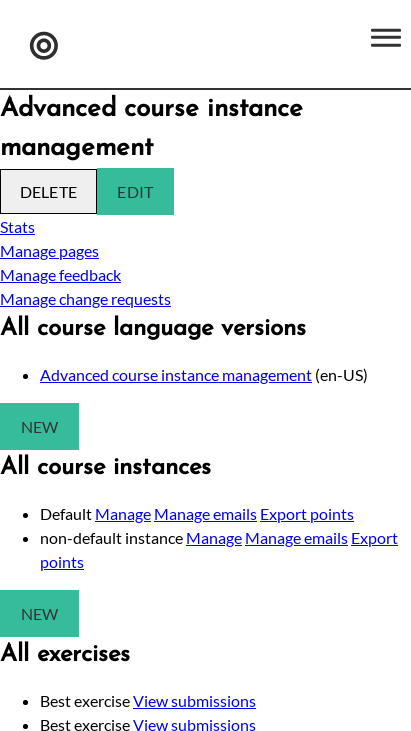 Advanced course instance
management
DELETE EDIT
Stats
Manage pages
Manage feedback
Manage change requests
All course language versions
Advanced course instance management (en-US)
NEW
All course instances
Default Manage Manage emails Export points
non-default instance Manage Manage emails Export
points
NEW
All exercises
Best exercise View submissions
Best exercise View submissions